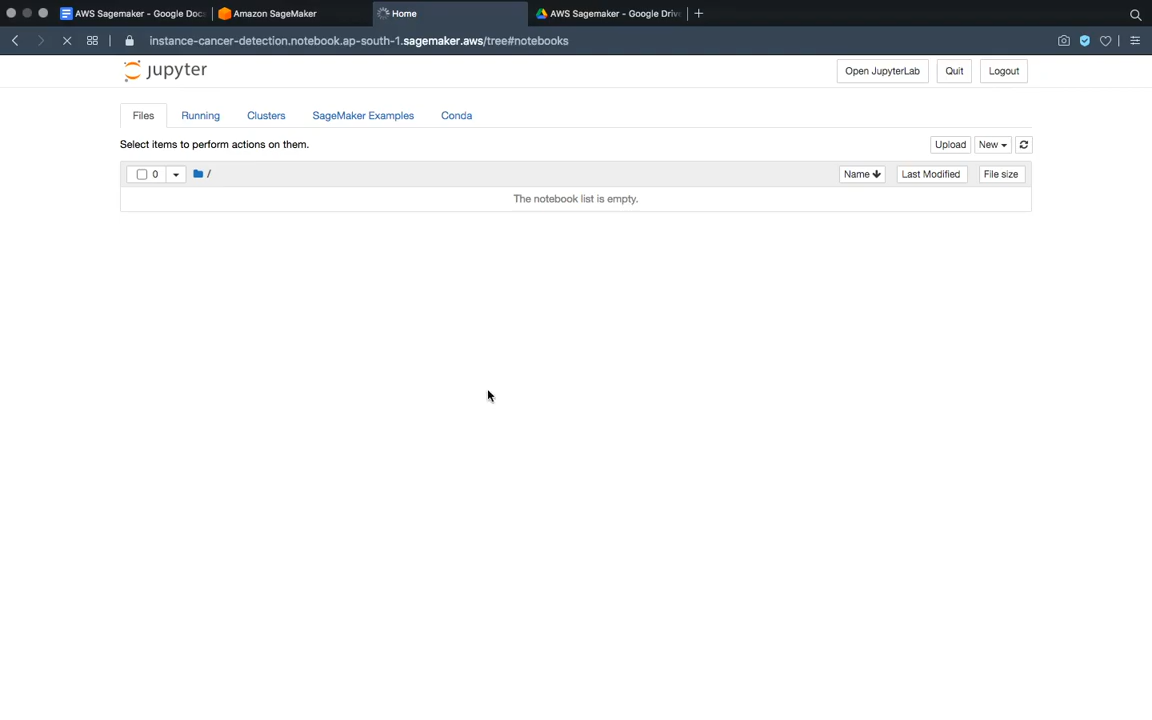 AWS Sagemaker - Google Doc
Amazon SageMaker
Home
AWS Sagemaker - Google Driv
instance-cancer-detection.notebook.ap-south-1.sagemaker.aws/tree#notebooks
jupyter
Open JupyterLab
Quit
Logout
Files
Running
Clusters
SageMaker Examples
Conda
Select items to perform actions on them.
Upload
New
0
/
Name
Last Modified
File size
The notebook list is empty.